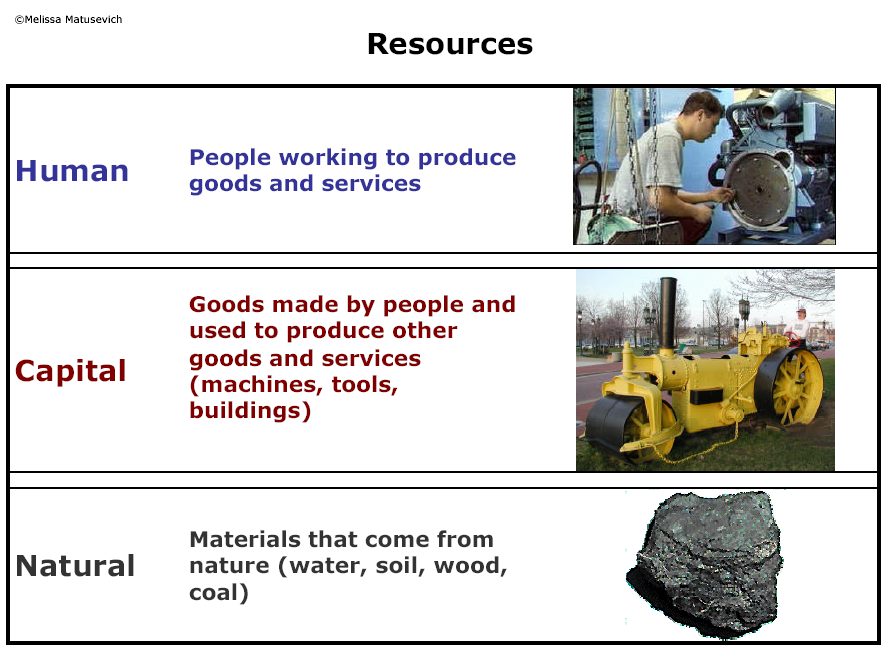 ©Melissa Matusevich
Resources
Human
People working to produce
goods and services
Capital
Goods made by people and
used to produce other
goods and services
(machines, tools,
buildings)
Natural
Materials that come from
nature (water, soil, wood,
coal)